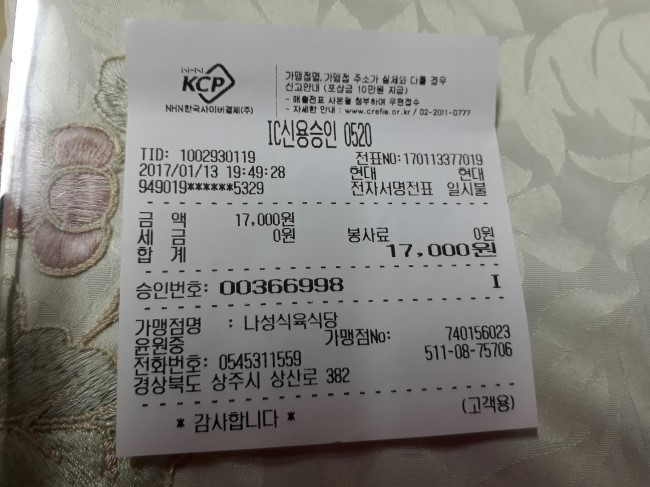 NHN
KCP
NHN한국사이버결제(주)
가맹점명, 가맹점 주소가 실제와 다를 경우
신고안내 (포상금 10만원 지급)
- 매출전표 사본을 첨부하여 우편접수
- 자세한 안내 : www.crefia.or.kr / 02-2011-0777
IC신용승인 0520
TID: 1002930119 전표NO:170113377019
2017/01/13 19:49:28 현대 현대
949019******5329 전자서명전표 일시불
금 액 17,000원
세 금 0원 봉사료 0원
합 계 17,000원
승인번호: 00366998 I
가맹점명 : 나성식육식당
윤원중 가맹점No: 740156023
전화번호: 0545311559 511-08-75706
경상북도 상주시 상산로 382
* 감사합니다 * (고객용)